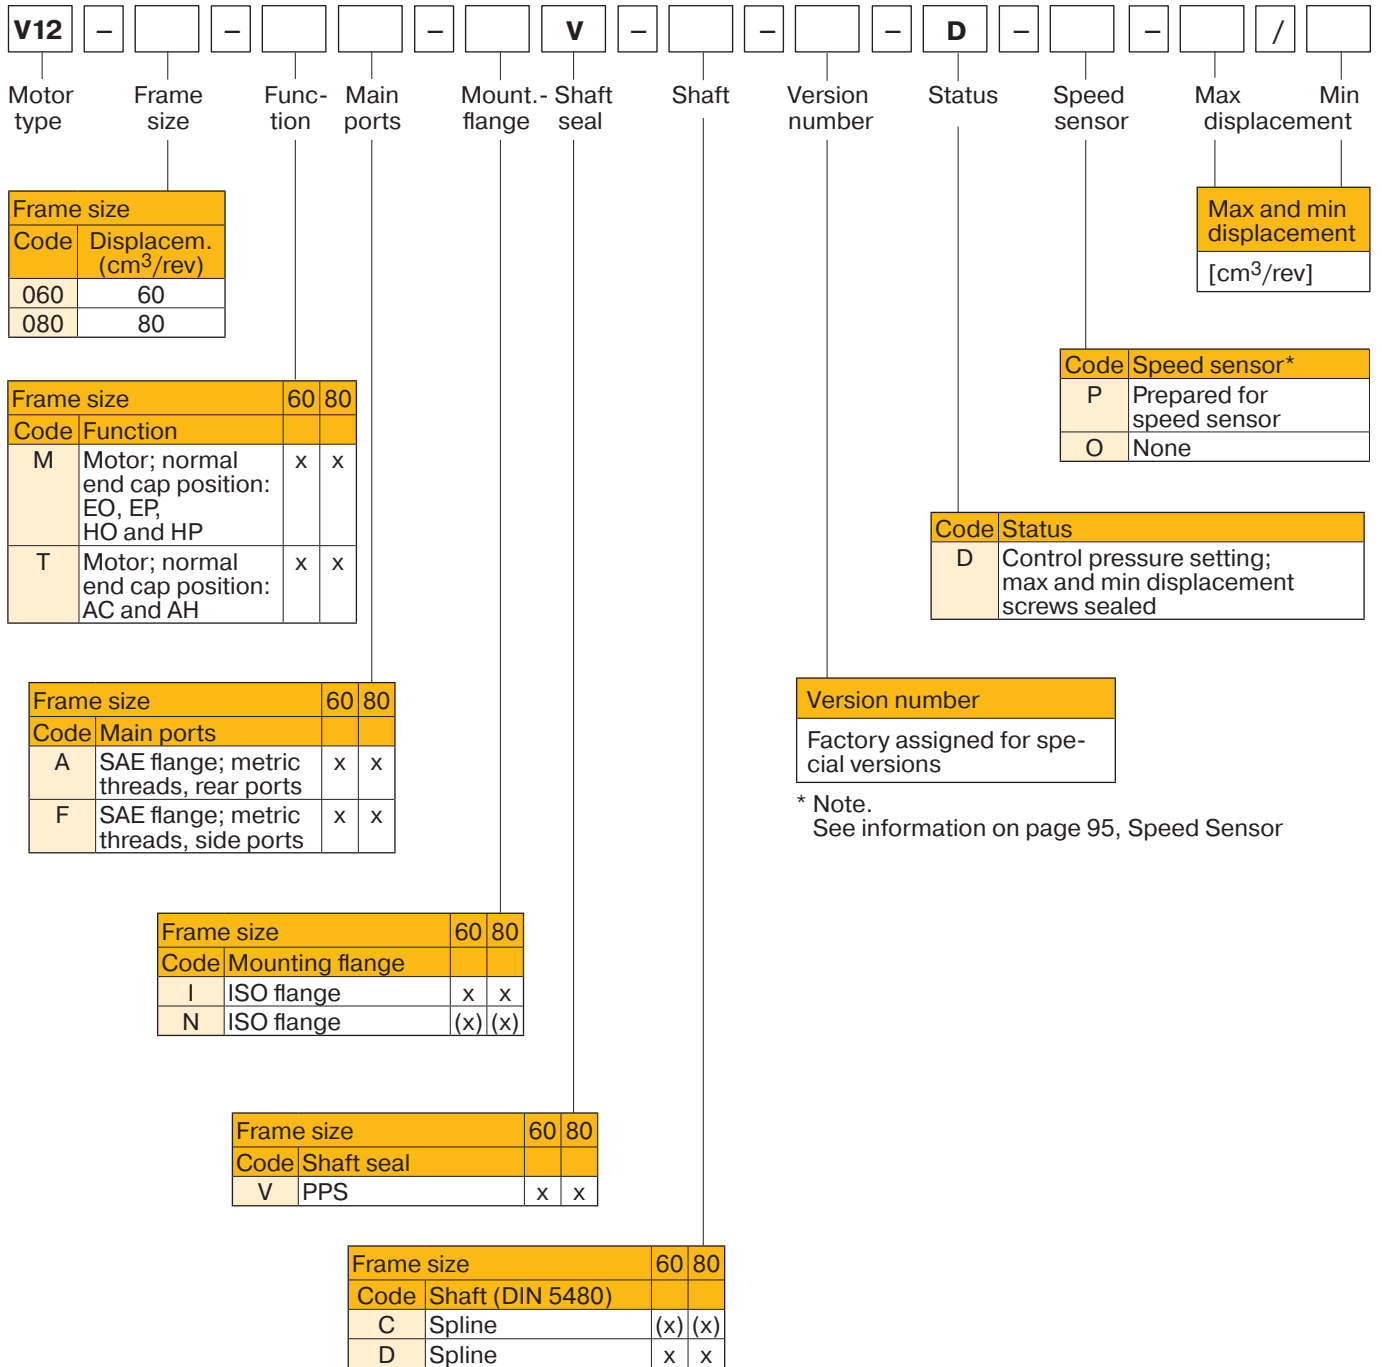 V12 – – – V – – – D – – /
Motor type
Frame size
Func- tion
Main ports
Mount.- flange
Shaft seal
Shaft
Version number
Status
Speed sensor
Max Min
displacement
Frame size
Code Displacem. (cm3/rev)
060 60
080 80
Max and min
displacement
[cm3/rev]
Code Speed sensor*
P Prepared for
speed sensor
O None
Frame size 60 80
Code Function
M Motor; normal x x
end cap position:
EO, EP,
HO and HP
T Motor; normal x x
end cap position:
AC and AH
Code Status
D Control pressure setting;
max and min displacement
screws sealed
Frame size 60 80
Code Main ports
A SAE flange; metric x x
threads, rear ports
F SAE flange; metric x x
threads, side ports
Version number
Factory assigned for spe-
cial versions
* Note.
See information on page 95, Speed Sensor
Frame size 60 80
Code Mounting flange
I ISO flange x x
N ISO flange (x) (x)
Frame size 60 80
Code Shaft seal
V PPS x x
Frame size 60 80
Code Shaft (DIN 5480)
C Spline (x) (x)
D Spline x x